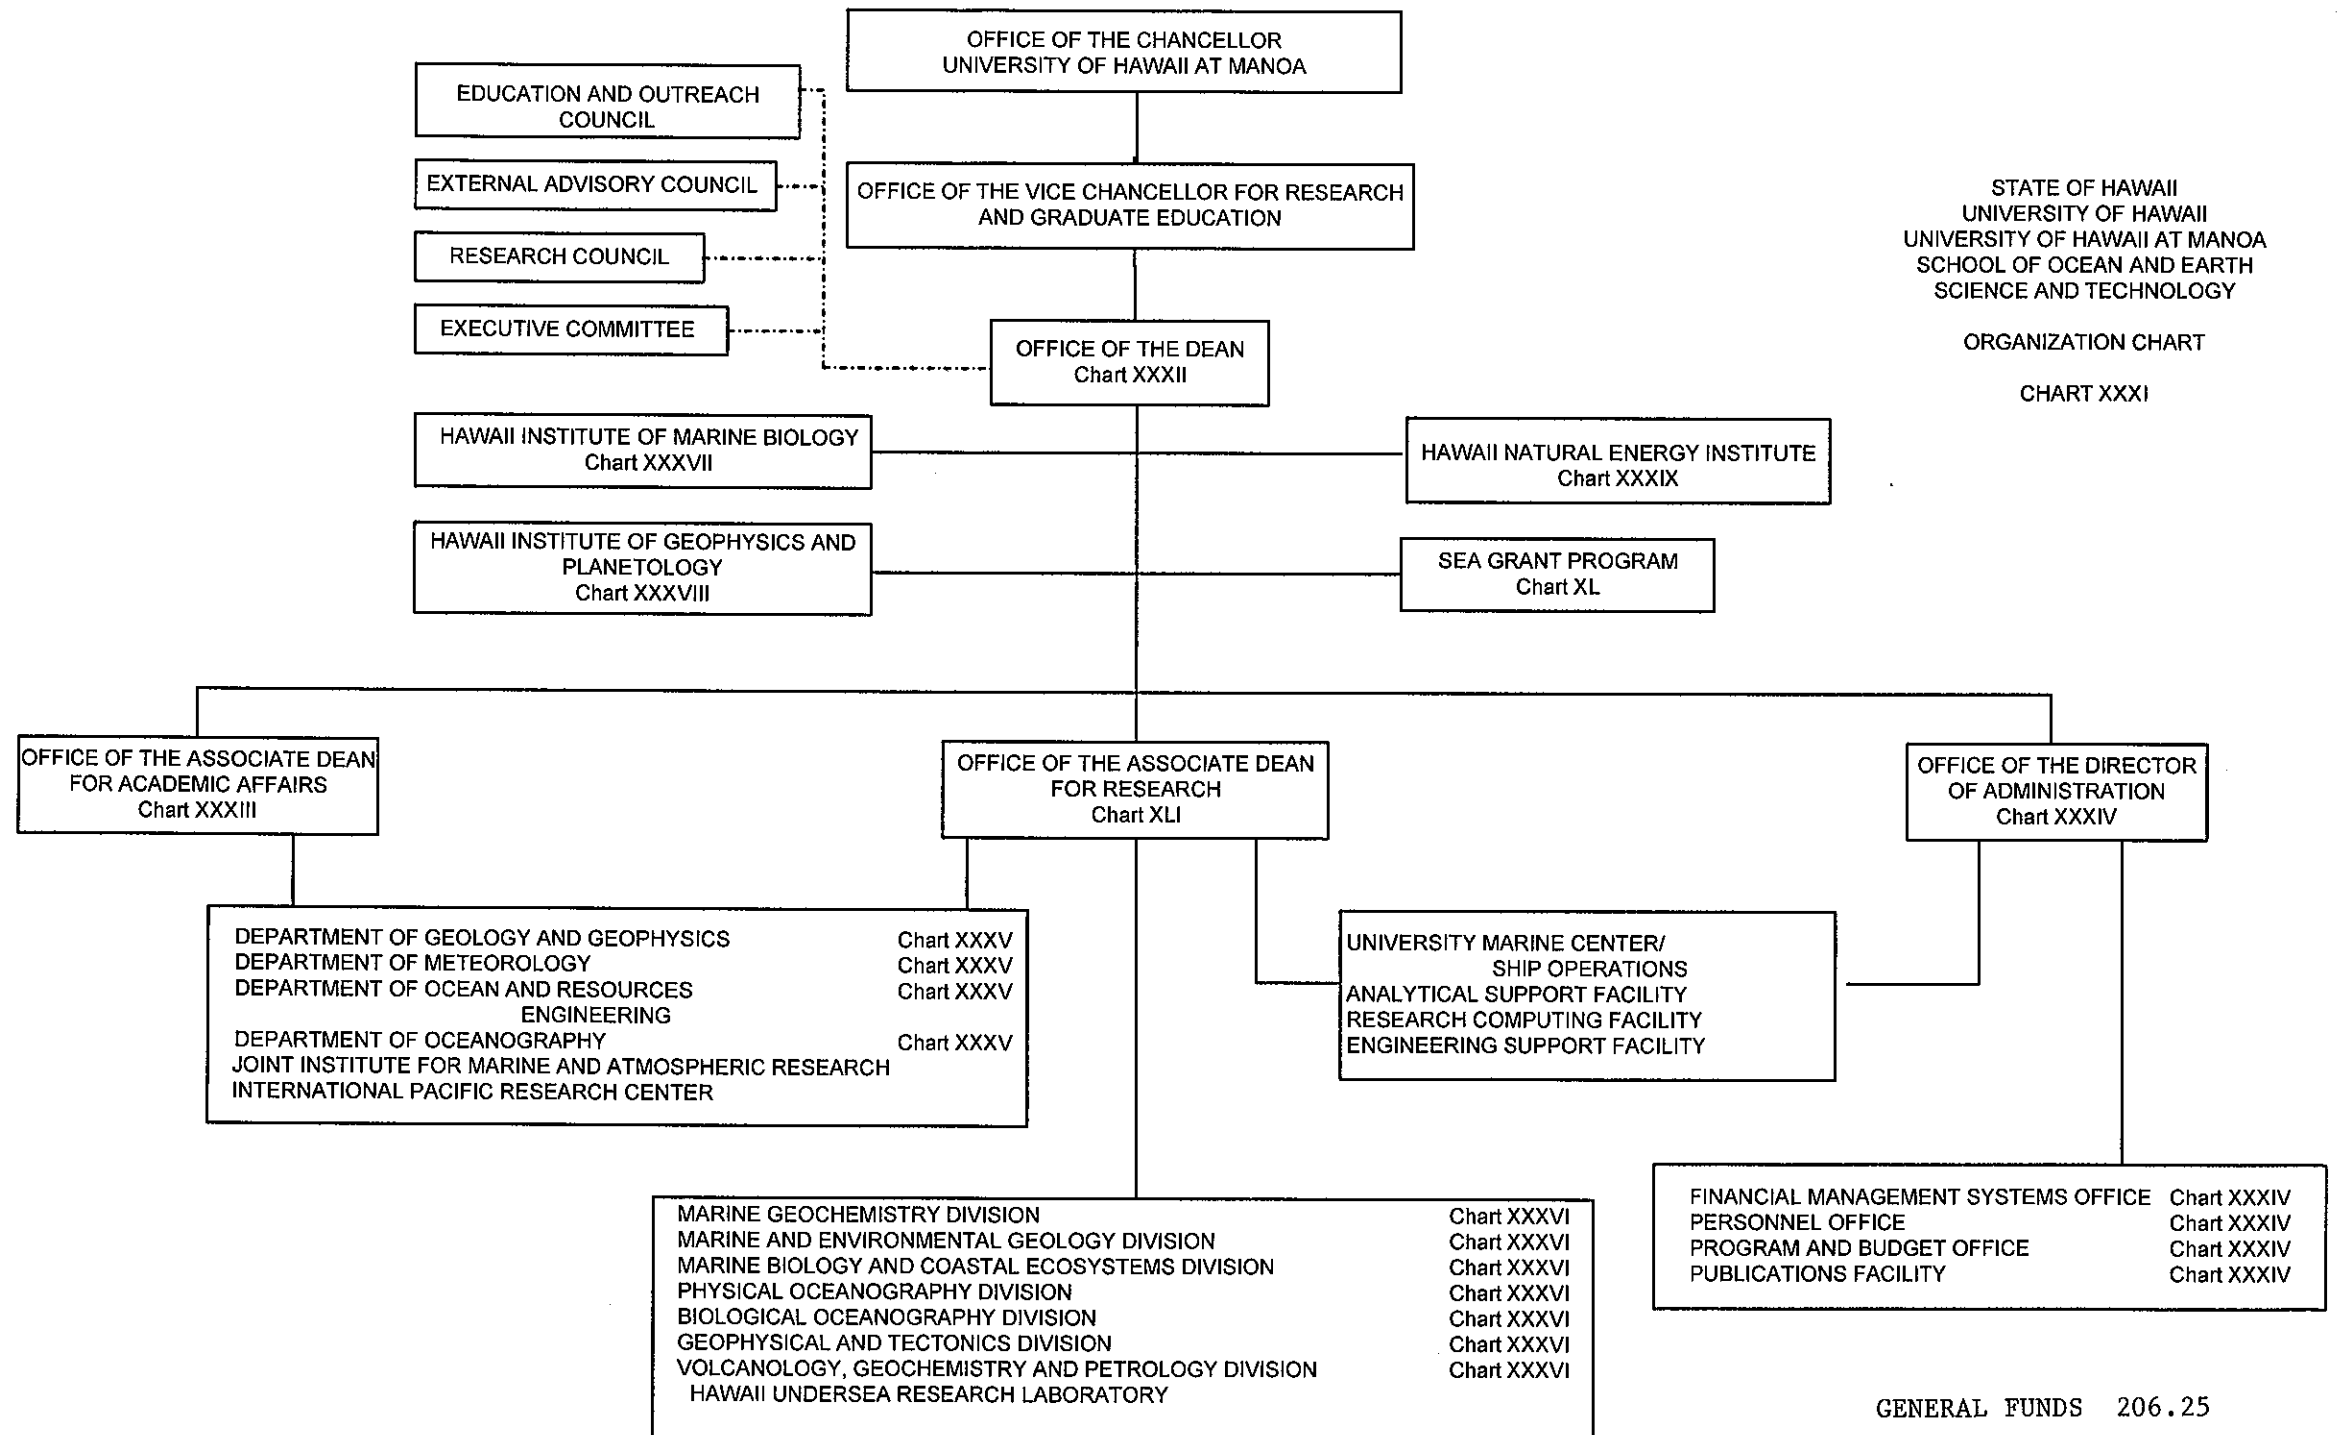 OFFICE OF THE CHANCELLOR
UNIVERSITY OF HAWAII AT MANOA
EDUCATION AND OUTREACH
COUNCIL
EXTERNAL ADVISORY COUNCIL
RESEARCH COUNCIL
EXECUTIVE COMMITTEE
OFFICE OF THE VICE CHANCELLOR FOR RESEARCH
AND GRADUATE EDUCATION
OFFICE OF THE DEAN
Chart XXXII
STATE OF HAWAII
UNIVERSITY OF HAWAII
UNIVERSITY OF HAWAII AT MANOA
SCHOOL OF OCEAN AND EARTH
SCIENCE AND TECHNOLOGY
ORGANIZATION CHART
CHART XXXI
HAWAII INSTITUTE OF MARINE BIOLOGY
Chart XXXVII
HAWAII NATURAL ENERGY INSTITUTE
Chart XXXIX
HAWAII INSTITUTE OF GEOPHYSICS AND
PLANETOLOGY
Chart XXXVIII
SEA GRANT PROGRAM
Chart XL
OFFICE OF THE ASSOCIATE DEAN
FOR ACADEMIC AFFAIRS
Chart XXXIII
OFFICE OF THE ASSOCIATE DEAN
FOR RESEARCH
Chart XLI
OFFICE OF THE DIRECTOR
OF ADMINISTRATION
Chart XXXIV
DEPARTMENT OF GEOLOGY AND GEOPHYSICS Chart XXXV
DEPARTMENT OF METEOROLOGY Chart XXXV
DEPARTMENT OF OCEAN AND RESOURCES Chart XXXV
ENGINEERING
DEPARTMENT OF OCEANOGRAPHY Chart XXXV
JOINT INSTITUTE FOR MARINE AND ATMOSPHERIC RESEARCH
INTERNATIONAL PACIFIC RESEARCH CENTER
UNIVERSITY MARINE CENTER/
SHIP OPERATIONS
ANALYTICAL SUPPORT FACILITY
RESEARCH COMPUTING FACILITY
ENGINEERING SUPPORT FACILITY
MARINE GEOCHEMISTRY DIVISION Chart XXXVI
MARINE AND ENVIRONMENTAL GEOLOGY DIVISION Chart XXXVI
MARINE BIOLOGY AND COASTAL ECOSYSTEMS DIVISION Chart XXXVI
PHYSICAL OCEANOGRAPHY DIVISION Chart XXXVI
BIOLOGICAL OCEANOGRAPHY DIVISION Chart XXXVI
GEOPHYSICAL AND TECTONICS DIVISION Chart XXXVI
VOLCANOLOGY, GEOCHEMISTRY AND PETROLOGY DIVISION Chart XXXVI
HAWAII UNDERSEA RESEARCH LABORATORY
FINANCIAL MANAGEMENT SYSTEMS OFFICE Chart XXXIV
PERSONNEL OFFICE Chart XXXIV
PROGRAM AND BUDGET OFFICE Chart XXXIV
PUBLICATIONS FACILITY Chart XXXIV
GENERAL FUNDS 206.25